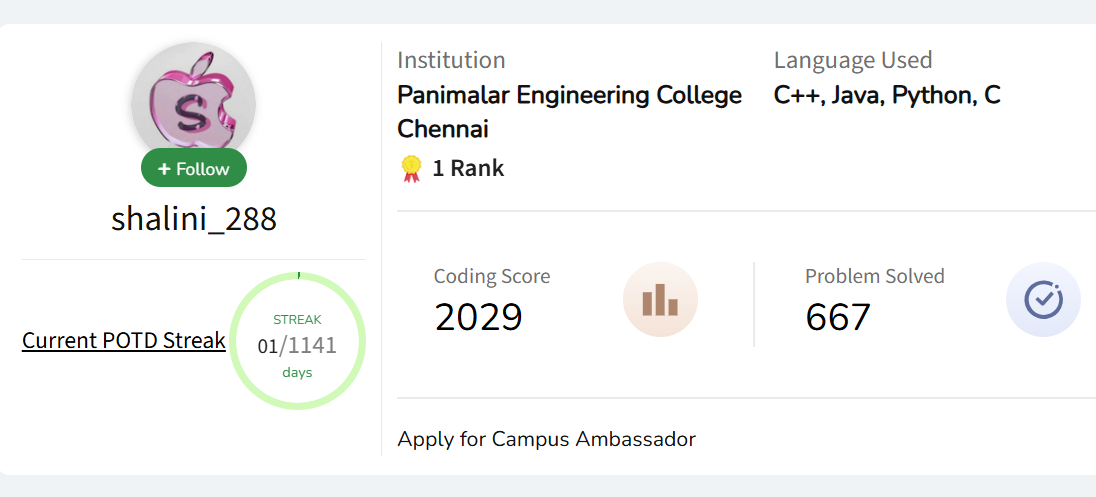 S
+ Follow
shalini_288
Current POTD Streak
STREAK
01/1141
days
Institution
Panimalar Engineering College
Chennai
1 Rank
Language Used
C++, Java, Python, C
Coding Score
2029
Problem Solved
667
Apply for Campus Ambassador